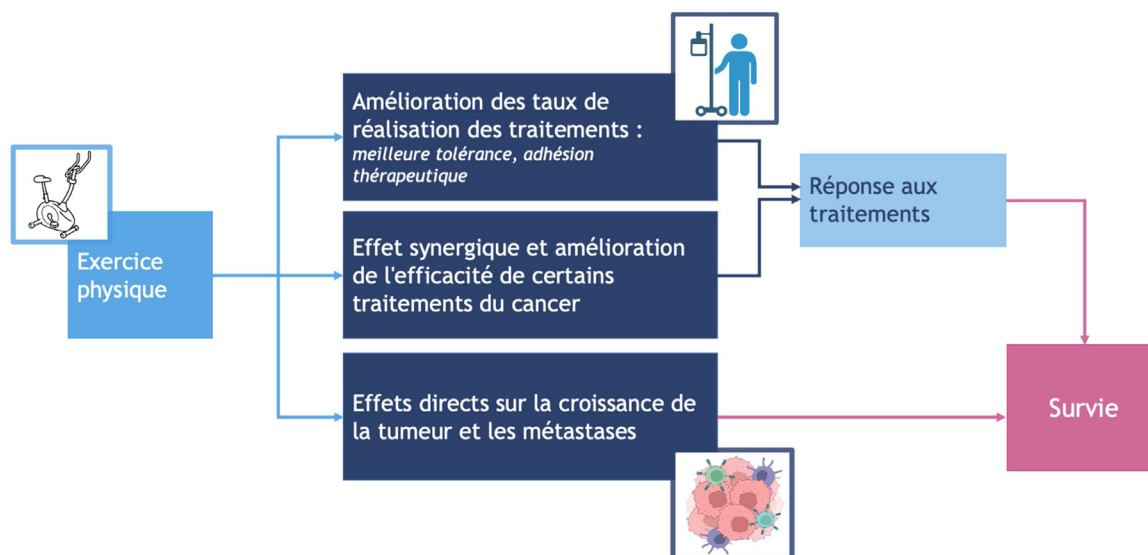 Amélioration des taux de
réalisation des traitements :
meilleure tolérance, adhésion
thérapeutique
Exercice
physique
Effet synergique et amélioration
de l'efficacité de certains
traitements du cancer
Effets directs sur la croissance de
la tumeur et les métastases
Réponse aux
traitements
Survie